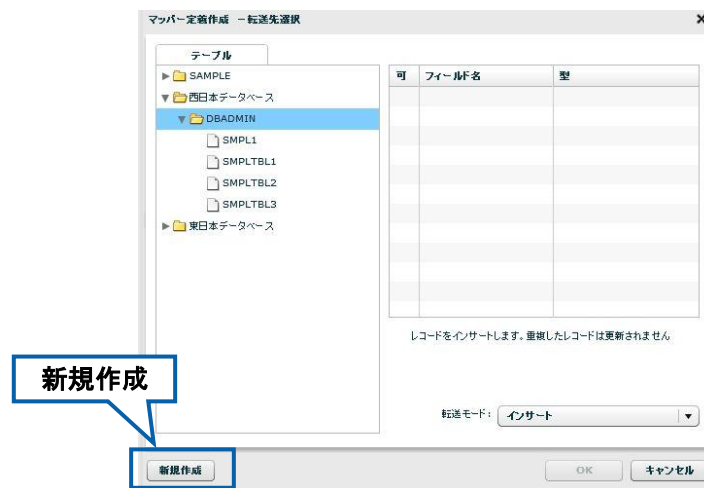 マッパー定義作成 －転送先選択
×
テーブル
SAMPLE
西日本データベース
DBADMIN
SMPL1
SMPLTBL1
SMPLTBL2
SMPLTBL3
東日本データベース
可 フィールド名 型
レコードをインサートします。重複したレコードは更新されません
転送モード： インサート
新規作成
新規作成
OK キャンセル